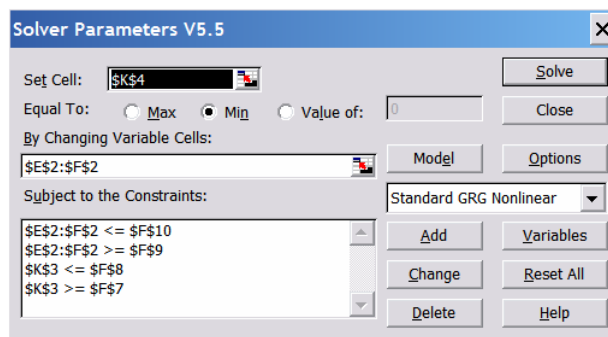 Solver Parameters V5.5
Set Cell: $K$4 Solve
Equal To: Max Min Value of: 0 Close
By Changing Variable Cells:
$E$2:$F$2 Model Options
Subject to the Constraints: Standard GRG Nonlinear
$E$2:$F$2 <= $F$10 Add Variables
$E$2:$F$2 >= $F$9
$K$3 <= $F$8 Change Reset All
$K$3 >= $F$7
Delete Help